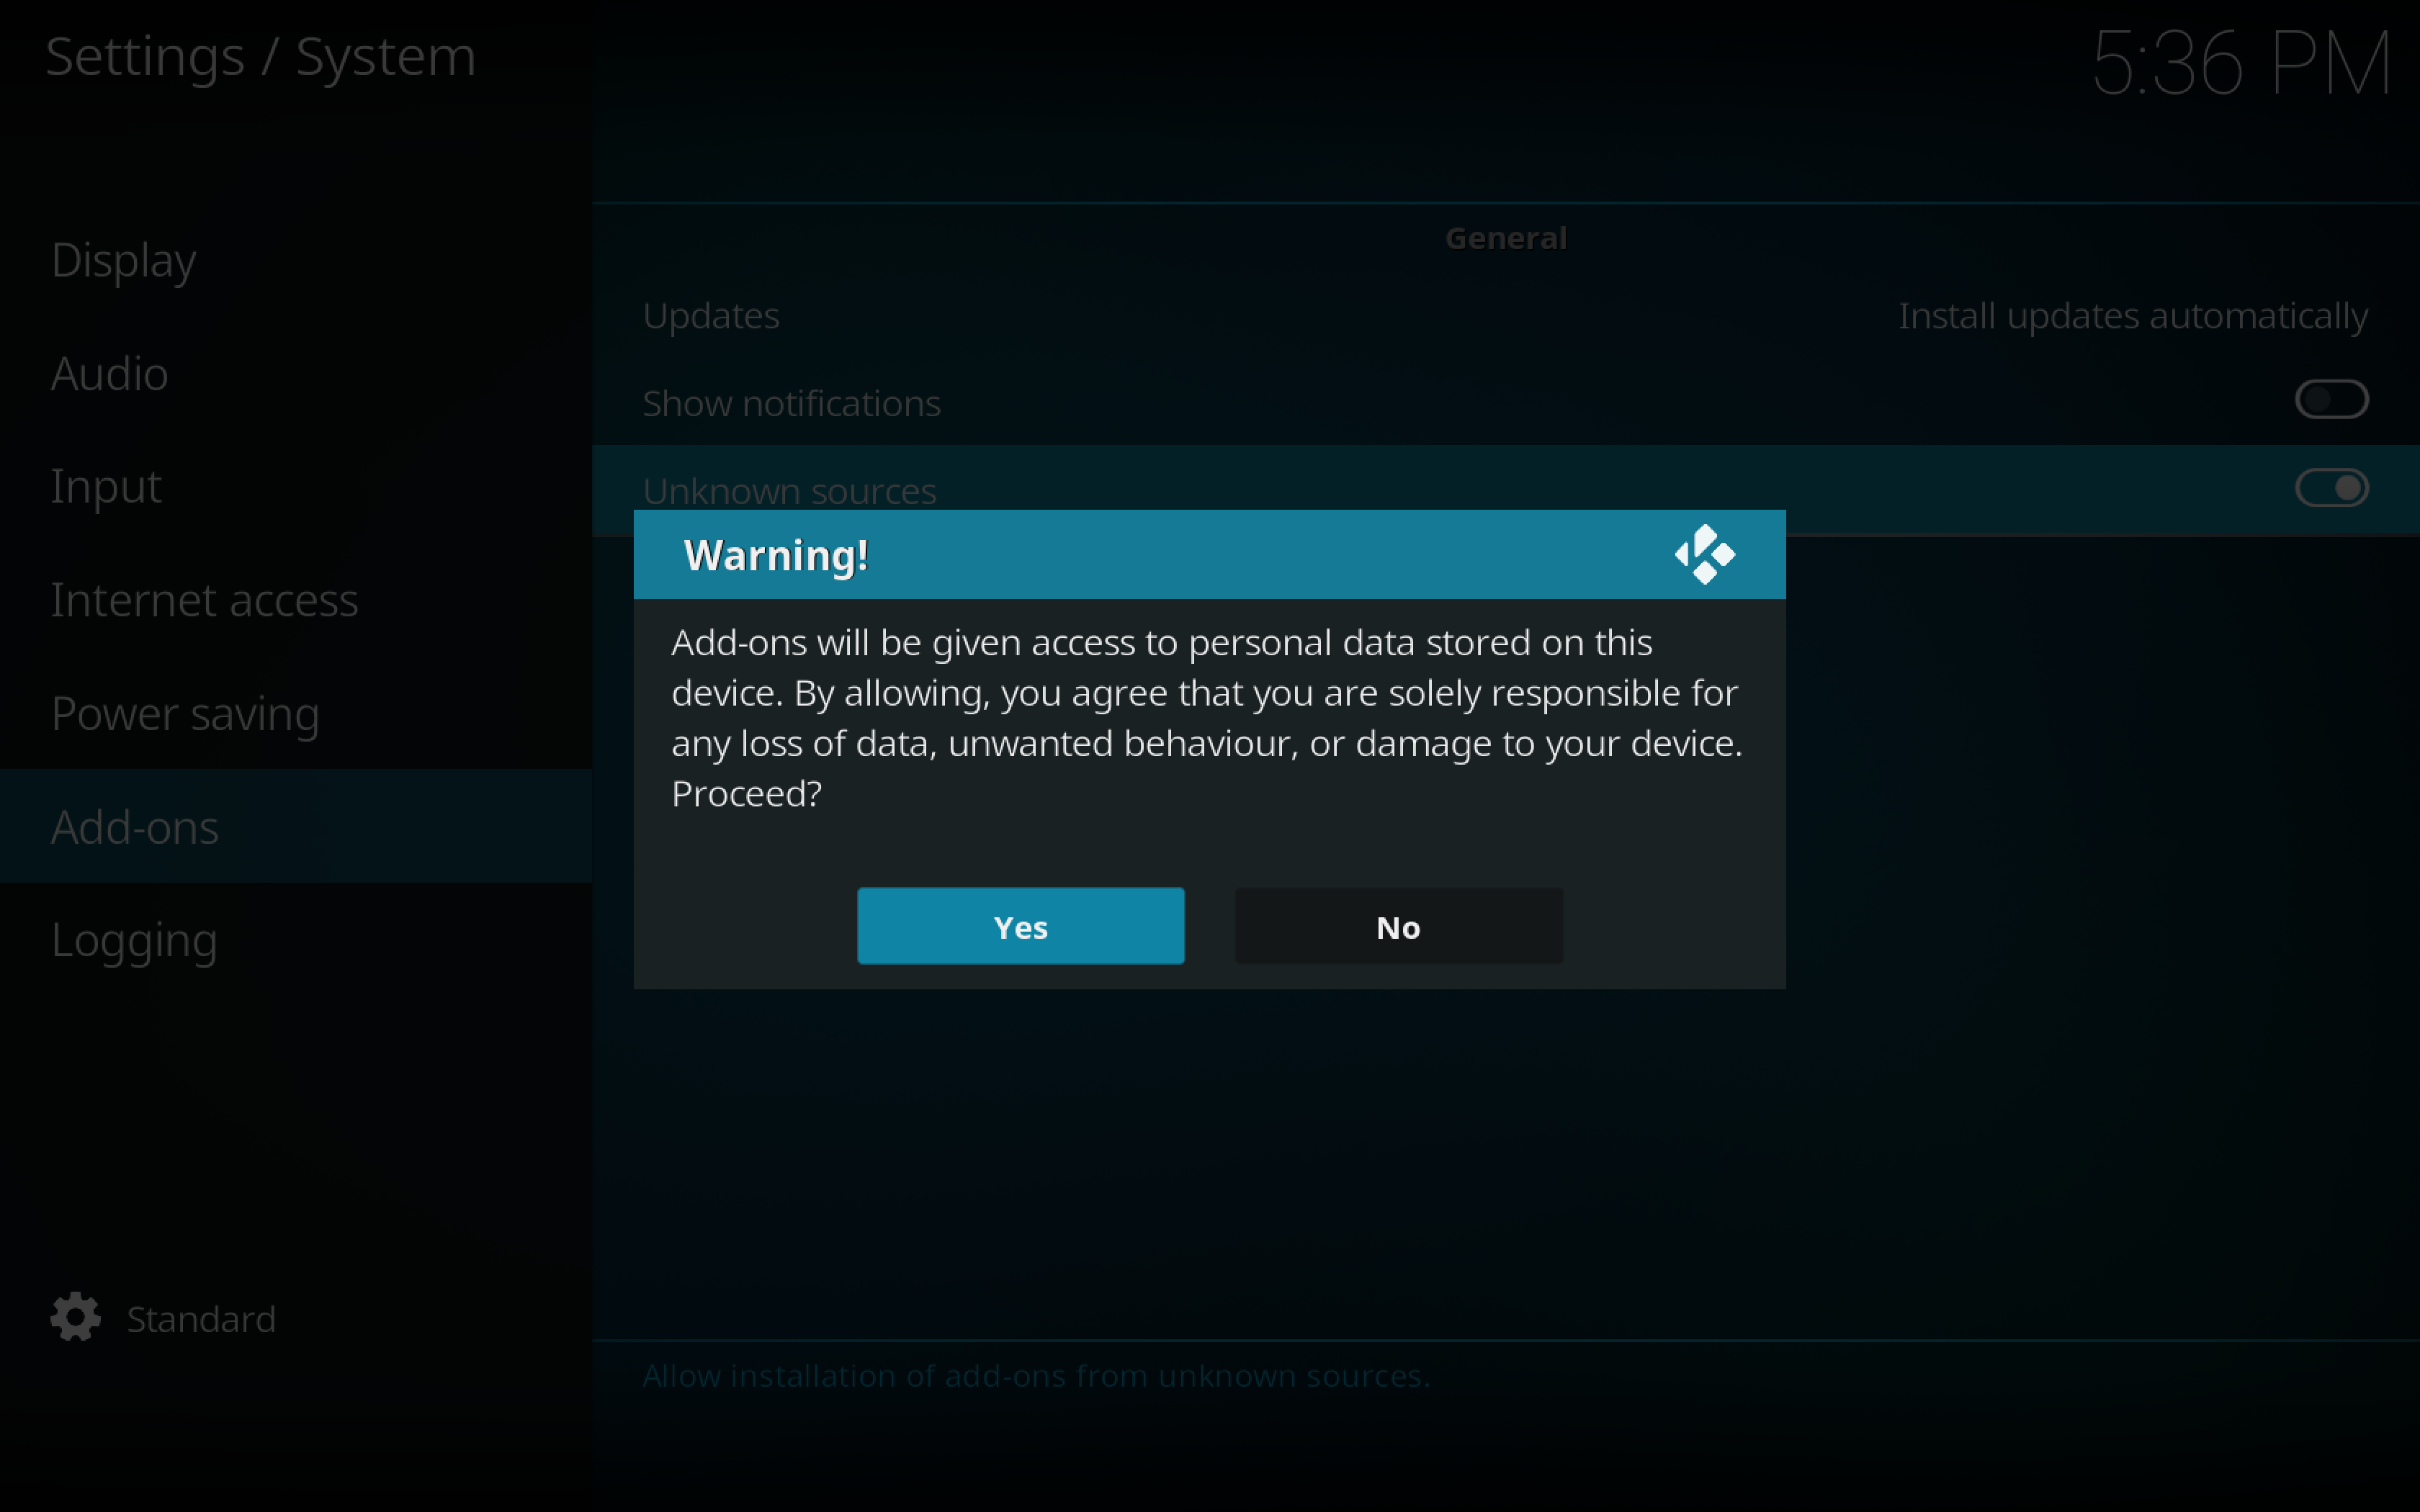 Settings / System
5:36 PM
Display
Audio
Input
Internet access
Power saving
Add-ons
Logging
Standard
General
Updates
Install updates automatically
Show notifications
Unknown sources
Warning!
Add-ons will be given access to personal data stored on this
device. By allowing, you agree that you are solely responsible for
any loss of data, unwanted behaviour, or damage to your device.
Proceed?
Yes
No
Allow installation of add-ons from unknown sources.